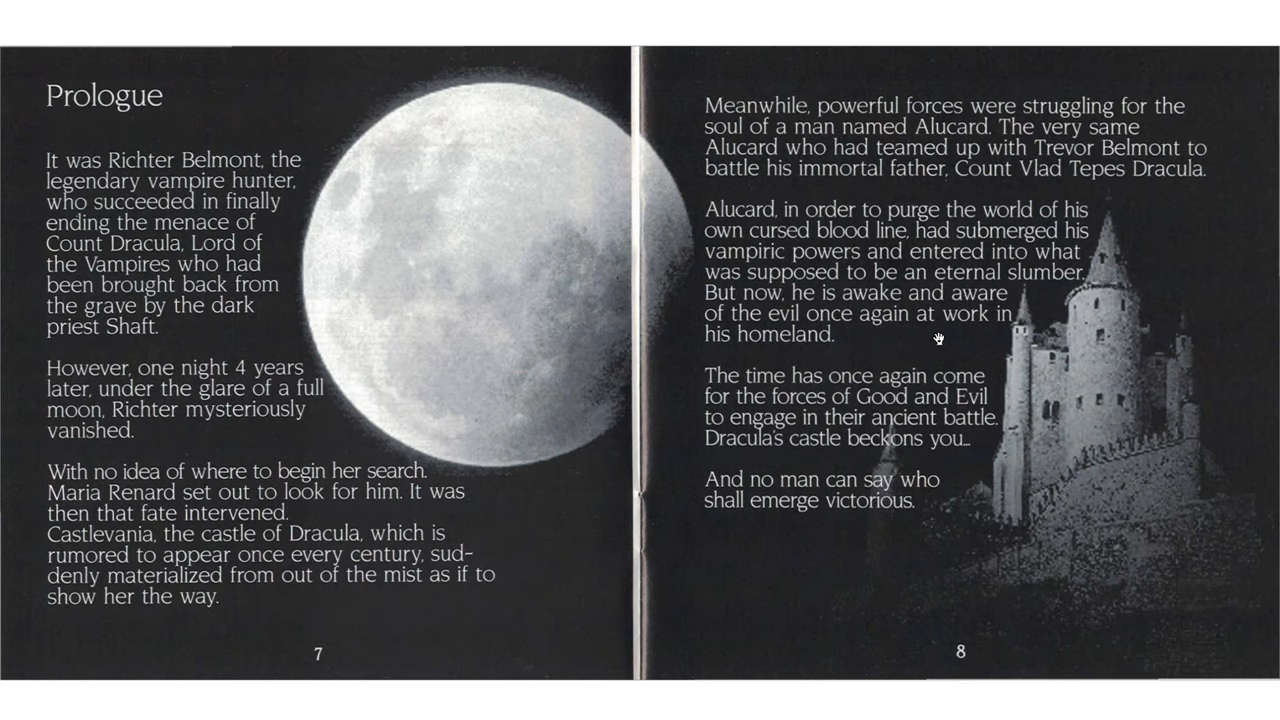 Prologue
It was Richter Belmont, the
legendary vampire hunter,
who succeeded in finally
ending the menace of
Count Dracula, Lord of
the Vampires who had
been brought back from
the grave by the dark
priest Shaft.
However, one night 4 years
later, under the glare of a full
moon, Richter mysteriously
vanished.
With no idea of where to begin her search.
Maria Renard set out to look for him. It was
then that fate intervened.
Castlevania, the castle of Dracula, which is
rumored to appear once every century, sud-
denly materialized from out of the mist as if to
show her the way.
7
Meanwhile, powerful forces were struggling for the
soul of a man named Alucard. The very same
Alucard who had teamed up with Trevor Belmont to
battle his immortal father, Count Vlad Tepes Dracula.
Alucard, in order to purge the world of his
own cursed blood line, had submerged his
vampiric powers and entered into what
was supposed to be an eternal slumber.
But now, he is awake and aware
of the evil once again at work in
his homeland.
The time has once again come
for the forces of Good and Evil
to engage in their ancient battle.
Dracula's castle beckons you...
And no man can say who
shall emerge victorious.
8